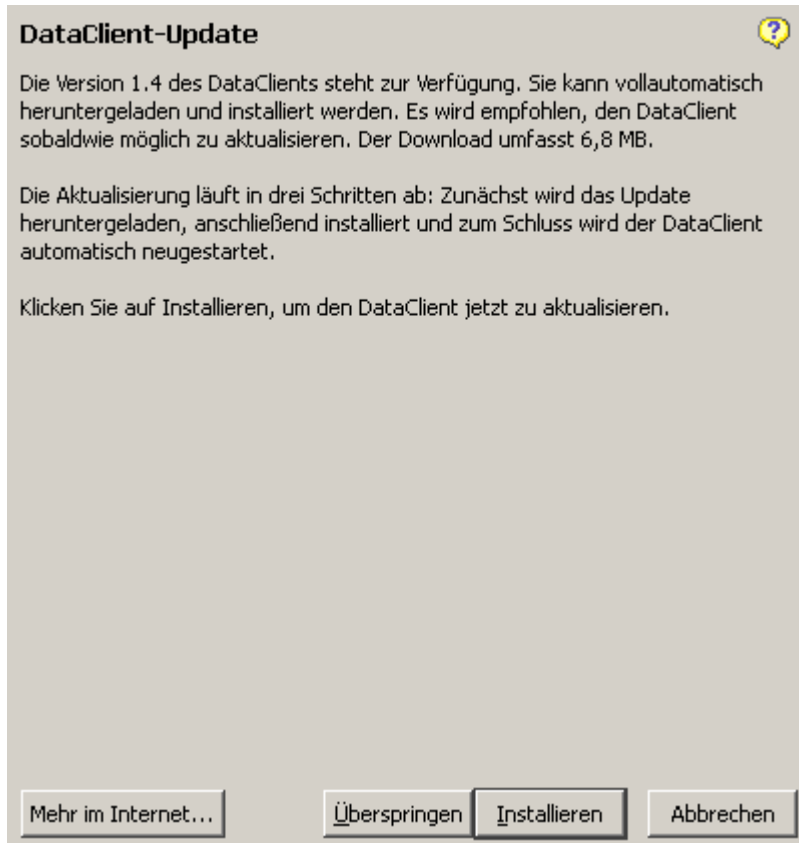 DataClient-Update
Die Version 1.4 des DataClients steht zur Verfügung. Sie kann vollautomatisch
heruntergeladen und installiert werden. Es wird empfohlen, den DataClient
sobaldwie möglich zu aktualisieren. Der Download umfasst 6,8 MB.
Die Aktualisierung läuft in drei Schritten ab: Zunächst wird das Update
heruntergeladen, anschließend installiert und zum Schluss wird der DataClient
automatisch neugestartet.
Klicken Sie auf Installieren, um den DataClient jetzt zu aktualisieren.
Mehr im Internet...
Überspringen
Installieren
Abbrechen